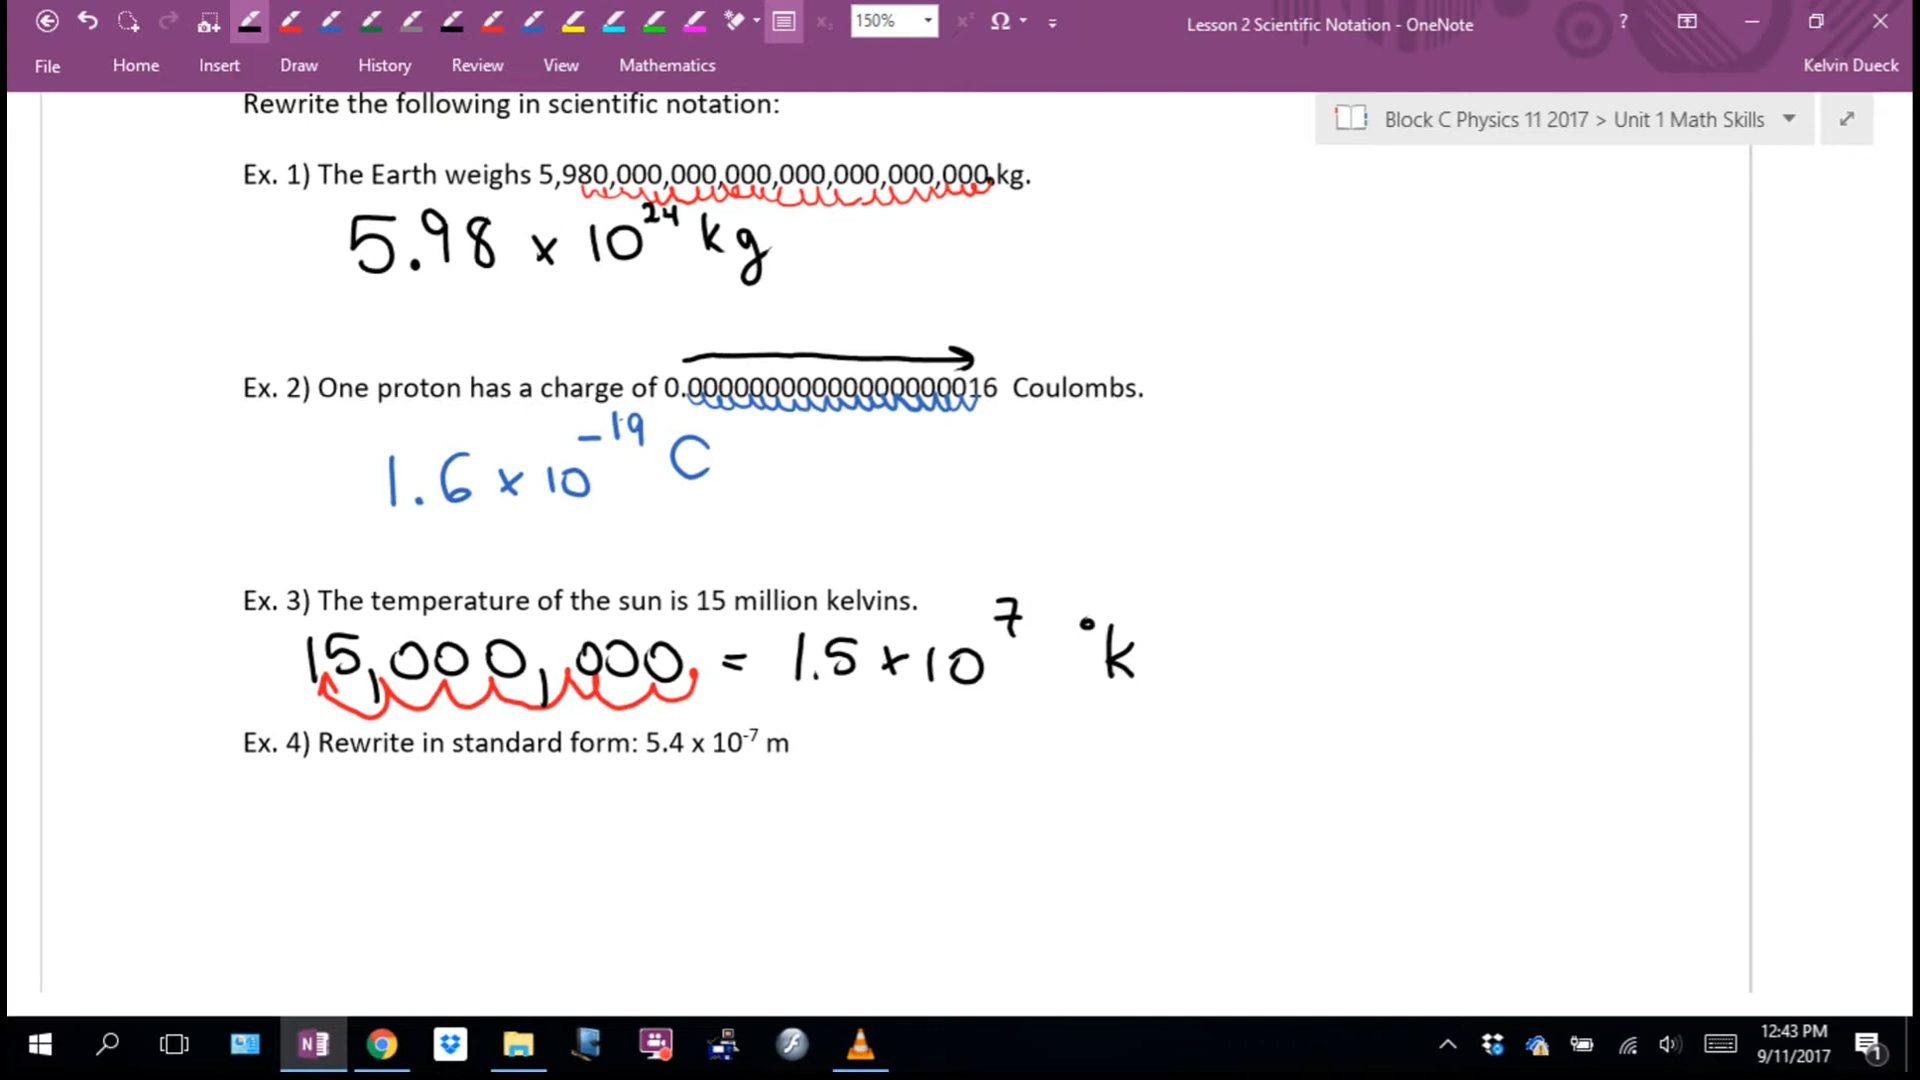 150%
Lesson 2 Scientific Notation - OneNote
File Home Insert Draw History Review View Mathematics Kelvin Dueck
Block C Physics 11 2017 > Unit 1 Math Skills
Rewrite the following in scientific notation:
Ex. 1) The Earth weighs 5,980,000,000,000,000,000,000,000.kg.
5.98 x 10^24 kg
Ex. 2) One proton has a charge of 0.00000000000000000016 Coulombs.
1.6 x 10^-19 C
Ex. 3) The temperature of the sun is 15 million kelvins.
15,000,000. = 1.5 x 10^7 °k
Ex. 4) Rewrite in standard form: 5.4 x 10^-7 m
12:43 PM
9/11/2017
1